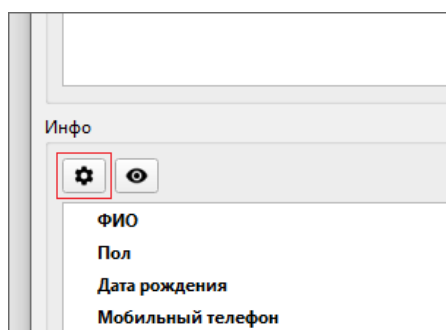 Инфо
ФИО
Пол
Дата рождения
Мобильный телефон